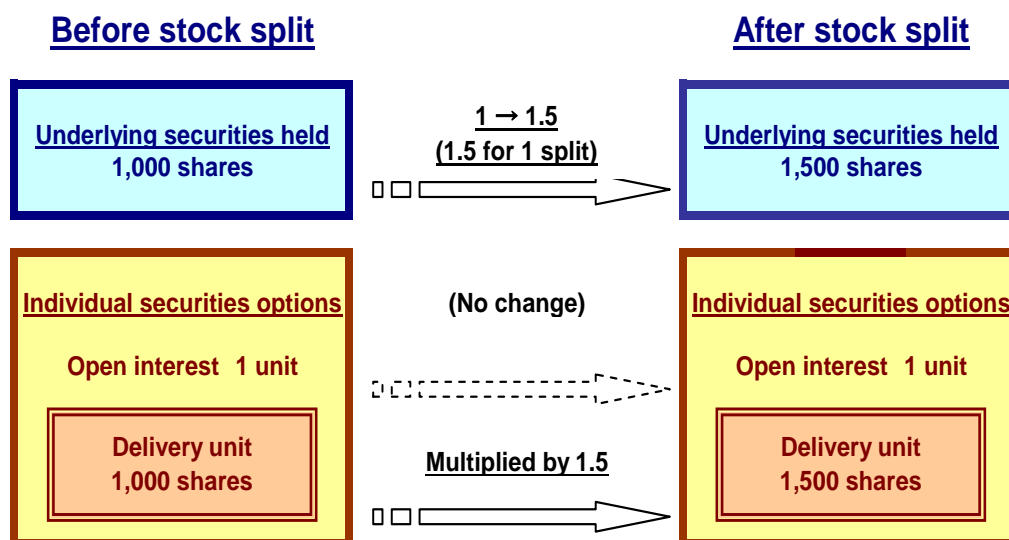 Before stock split
After stock split
Underlying securities held
1,000 shares
1 → 1.5
(1.5 for 1 split)
Underlying securities held
1,500 shares
Individual securities options
(No change)
Individual securities options
Open interest 1 unit
Open interest 1 unit
Delivery unit
1,000 shares
Multiplied by 1.5
Delivery unit
1,500 shares